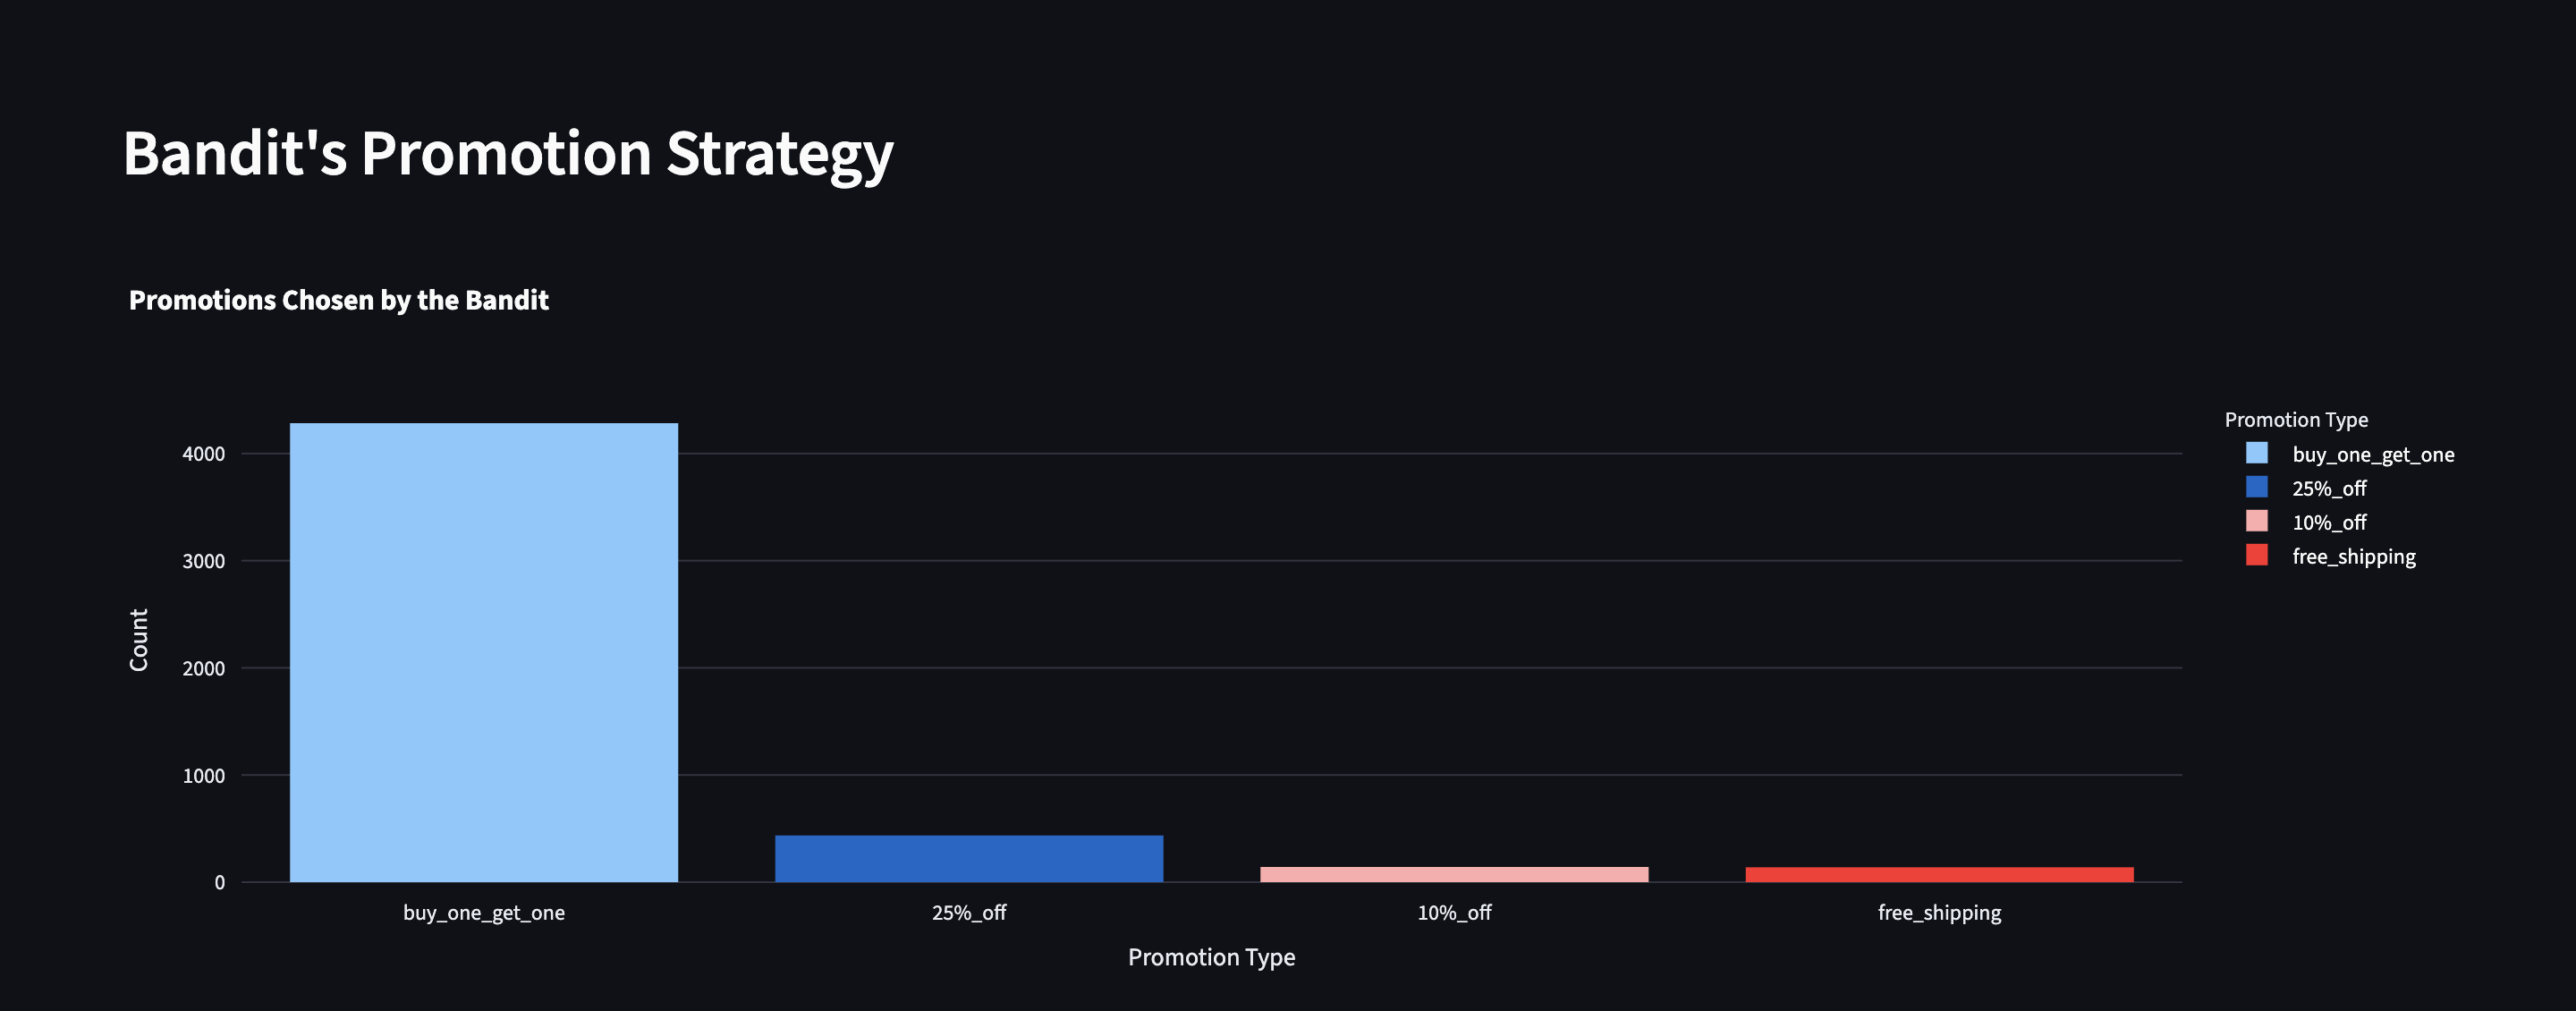 Bandit's Promotion Strategy
Promotions Chosen by the Bandit
Promotion Type
buy_one_get_one
25%_off
10%_off
free_shipping
Count
4000
3000
2000
1000
0
buy_one_get_one
25%_off
10%_off
free_shipping
Promotion Type